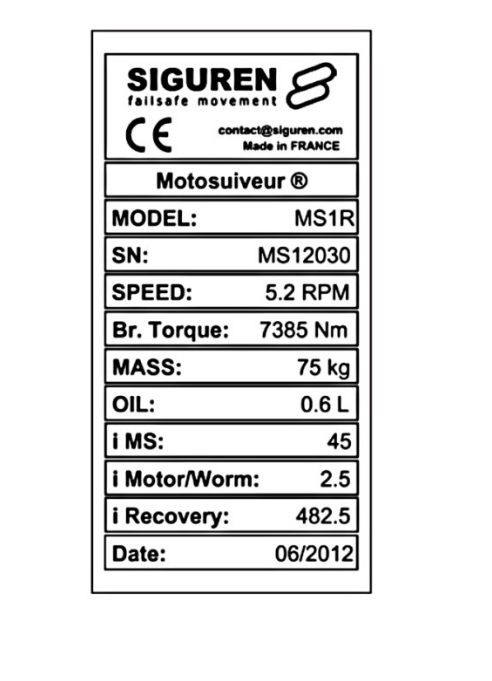 SIGUREN
failsafe movement
CE
contact@siguren.com
Made in FRANCE
Motosuiveur ®
MODEL: MS1R
SN: MS12030
SPEED: 5.2 RPM
Br. Torque: 7385 Nm
MASS: 75 kg
OIL: 0.6 L
i MS: 45
i Motor/Worm: 2.5
i Recovery: 482.5
Date: 06/2012